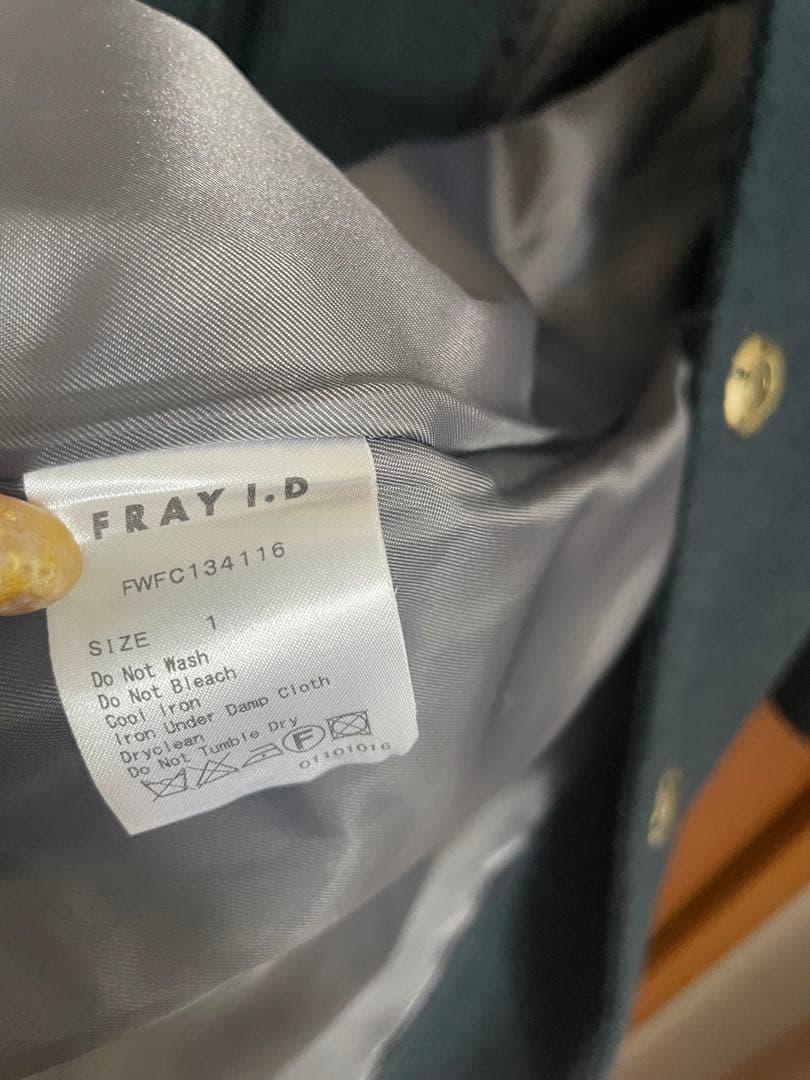 FRAY I.D
FWFC134116
SIZE 1
Do Not Wash
Do Not Bleach
Cool Iron
Iron Under Damp Cloth
Dryclean
Do Not Tumble Dry
F
01101016